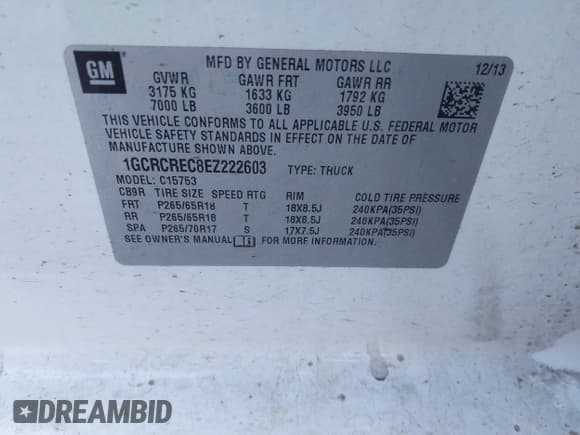 GM
MFD BY GENERAL MOTORS LLC
12/13
GVWR GAWR FRT GAWR RR
3175 KG 1633 KG 1792 KG
7000 LB 3600 LB 3950 LB
THIS VEHICLE CONFORMS TO ALL APPLICABLE U.S. FEDERAL MOTOR
VEHICLE SAFETY STANDARDS IN EFFECT ON THE DATE OF
MANUFACTURE SHOWN ABOVE.
1GCRCREC8EZ222603 TYPE: TRUCK
MODEL: C15753
CB9R TIRE SIZE SPEED RTG RIM COLD TIRE PRESSURE
FRT P265/65R18 T 18X8.5J 240KPA(35PSI)
RR P265/65R18 T 18X8.5J 240KPA(35PSI)
SPA P265/70R17 S 17X7.5J 240KPA(35PSI)
SEE OWNER'S MANUAL FOR MORE INFORMATION
DREAMBID